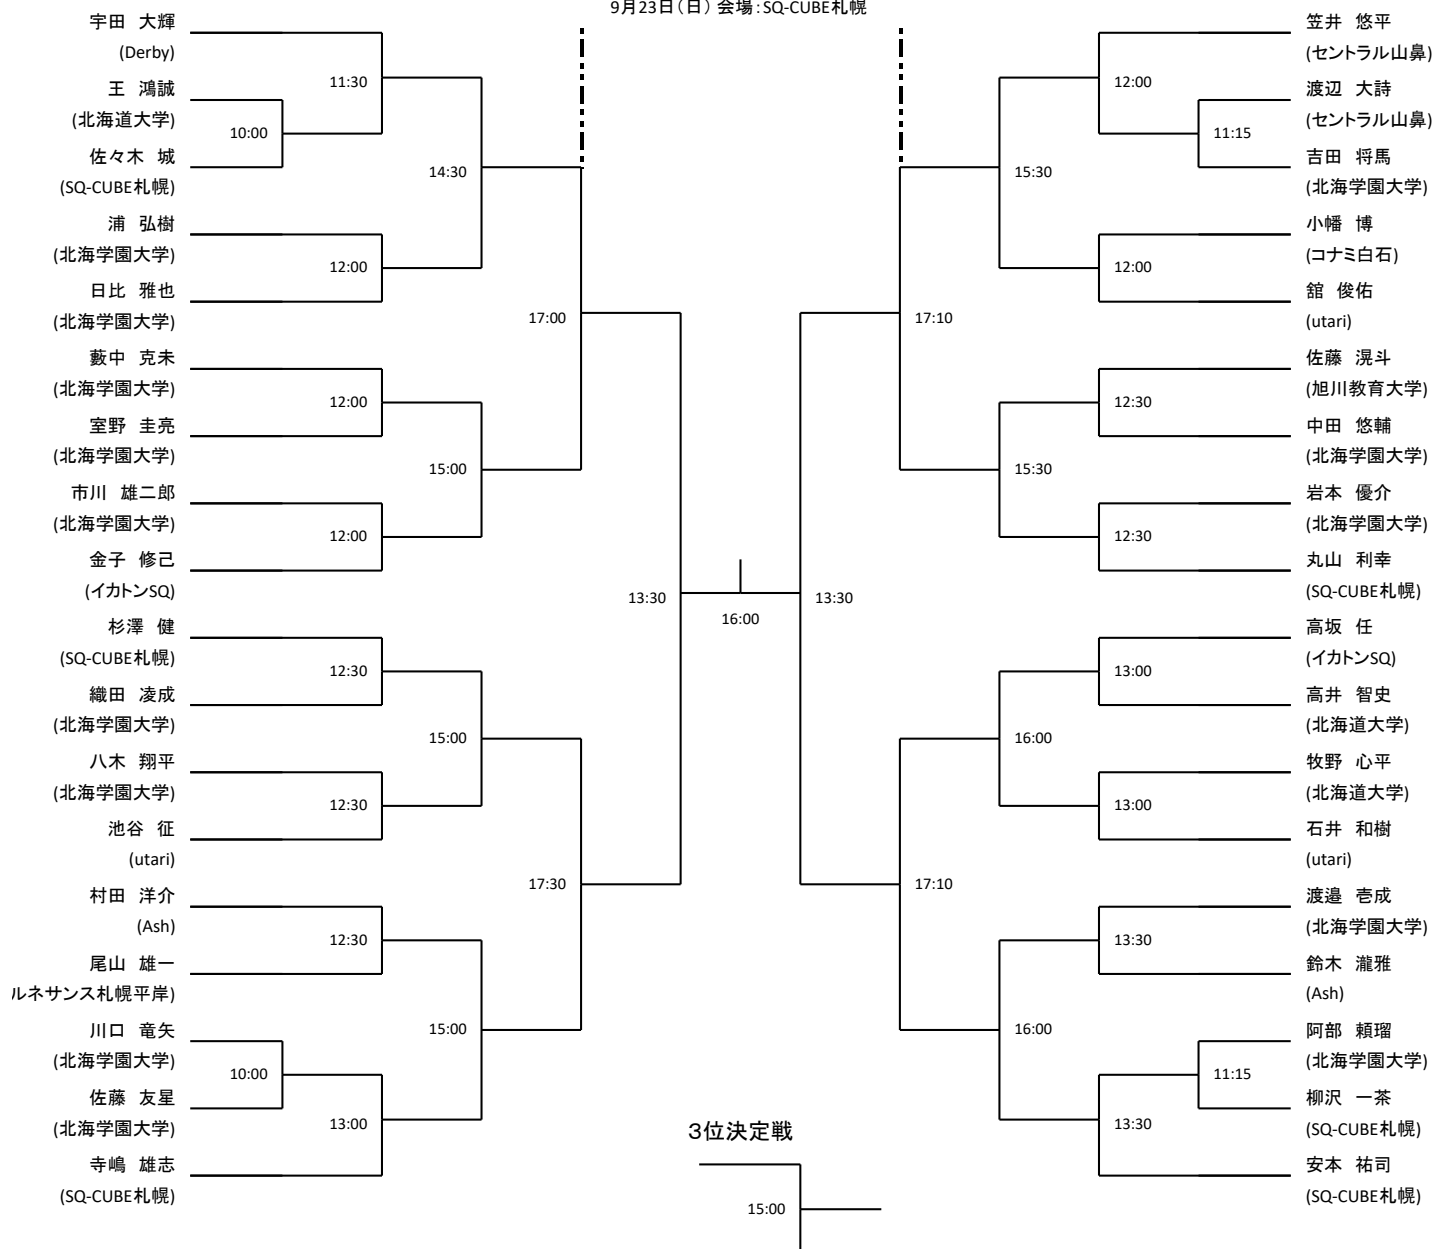 9月23日(日) 会場:SQ-CUBE札幌
宇田 大輝
(Derby)
11:30
王 鴻誠
(北海道大学)
10:00
佐々木 城
(SQ-CUBE札幌)
14:30
浦 弘樹
(北海学園大学)
12:00
日比 雅也
(北海学園大学)
17:00
藪中 克未
(北海学園大学)
12:00
室野 圭亮
(北海学園大学)
15:00
市川 雄二郎
(北海学園大学)
12:00
金子 修己
(イカトンSQ)
13:30
杉澤 健
(SQ-CUBE札幌)
12:30
織田 凌成
(北海学園大学)
15:00
八木 翔平
(北海学園大学)
12:30
池谷 征
(utari)
17:30
村田 洋介
(Ash)
12:30
尾山 雄一
ルネサンス札幌平岸)
15:00
川口 竜矢
(北海学園大学)
10:00
佐藤 友星
(北海学園大学)
13:00
寺嶋 雄志
(SQ-CUBE札幌)
16:00
笠井 悠平
(セントラル山鼻)
12:00
渡辺 大詩
(セントラル山鼻)
11:15
吉田 将馬
(北海学園大学)
15:30
小幡 博
(コナミ白石)
12:00
舘 俊佑
(utari)
17:10
佐藤 滉斗
(旭川教育大学)
12:30
中田 悠輔
(北海学園大学)
15:30
岩本 優介
(北海学園大学)
12:30
丸山 利幸
(SQ-CUBE札幌)
13:30
高坂 任
(イカトンSQ)
13:00
高井 智史
(北海道大学)
16:00
牧野 心平
(北海道大学)
13:00
石井 和樹
(utari)
17:10
渡邉 壱成
(北海学園大学)
13:30
鈴木 瀧雅
(Ash)
16:00
阿部 頼瑠
(北海学園大学)
11:15
柳沢 一茶
(SQ-CUBE札幌)
13:30
安本 祐司
(SQ-CUBE札幌)
3位決定戦
15:00